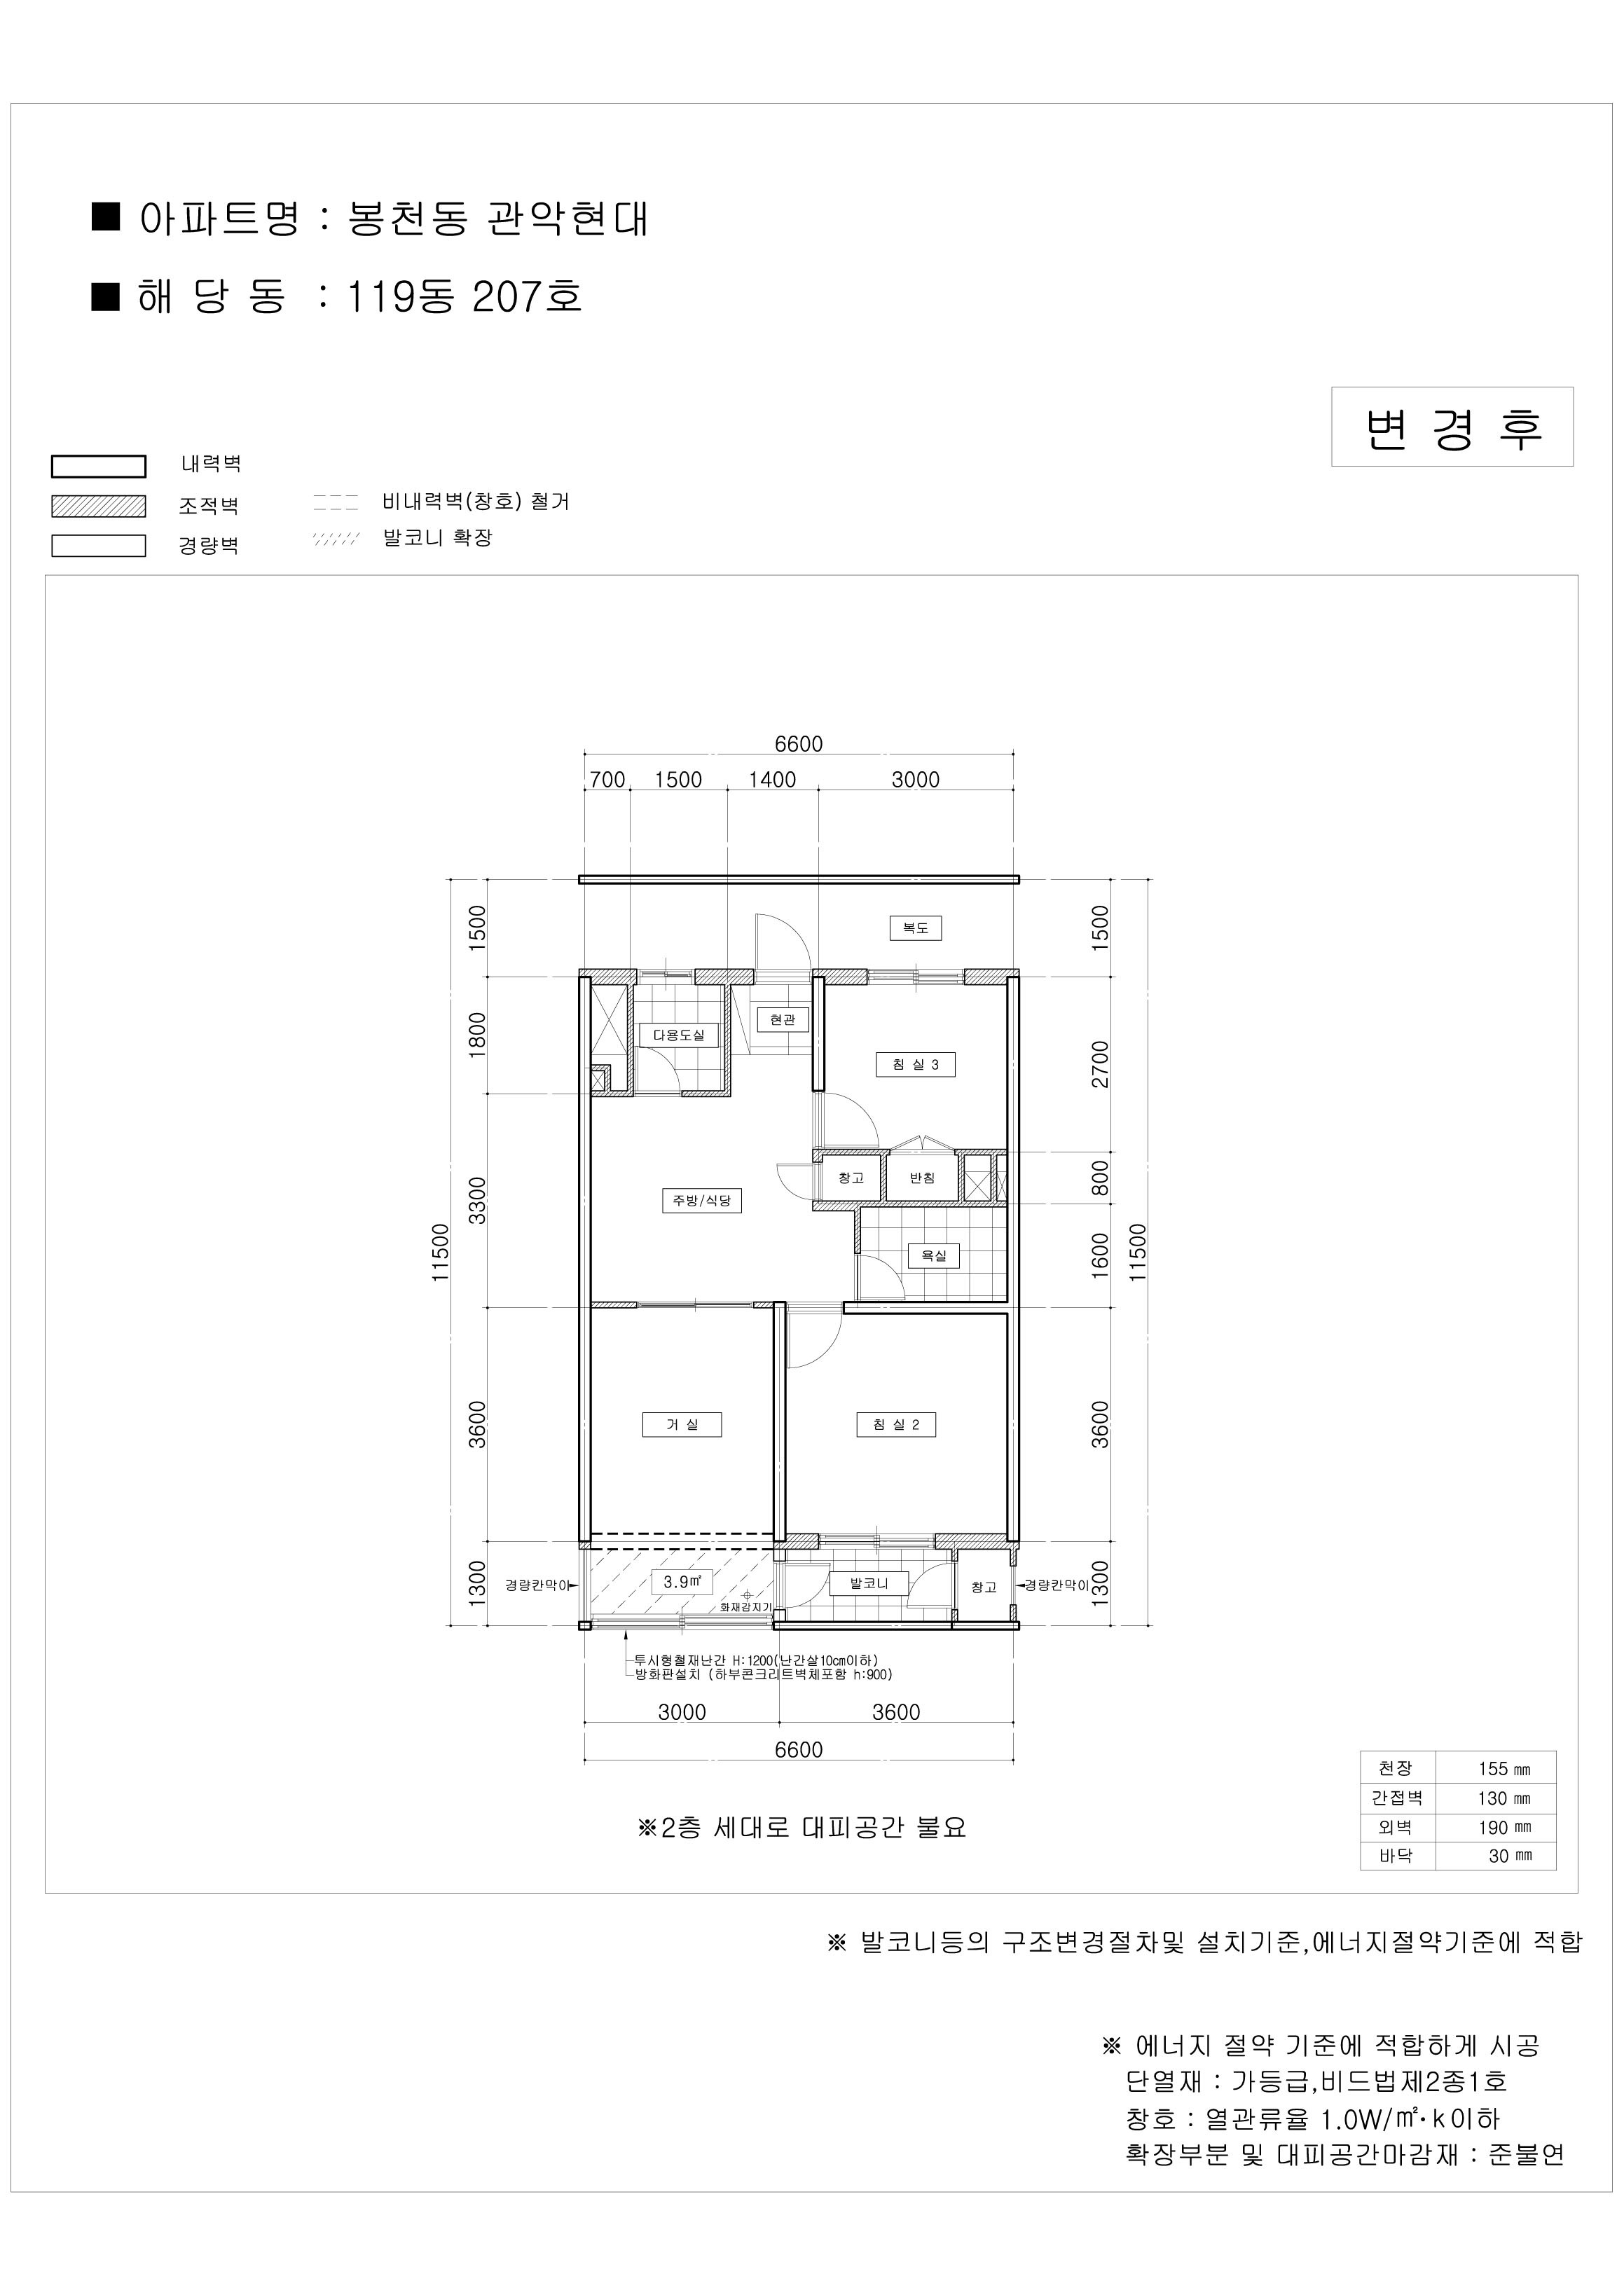 ■ 아파트명 : 봉천동 관악현대
■ 해 당 동 : 119동 207호
변 경 후
내력벽
조적벽
경량벽
비내력벽(창호) 철거
발코니 확장
6600
700 1500 1400 3000
1500
1800
3300
3600
1300
11500
1500
2700
800
1600
3600
1300
11500
복도
현관
다용도실
침 실 3
창고
반침
주방/식당
욕실
거 실
침 실 2
경량칸막이
3.9㎡
화재감지기
발코니
창고
경량칸막이
투시형철재난간 H:1200(난간살10㎝이하)
방화판설치 (하부콘크리트벽체포함 h:900)
3000 3600
6600
※2층 세대로 대피공간 불요
천장 155 ㎜
간접벽 130 ㎜
외벽 190 ㎜
바닥 30 ㎜
※ 발코니등의 구조변경절차및 설치기준,에너지절약기준에 적합
※ 에너지 절약 기준에 적합하게 시공
단열재 : 가등급,비드법제2종1호
창호 : 열관류율 1.0W/㎡·k이하
확장부분 및 대피공간마감재 : 준불연